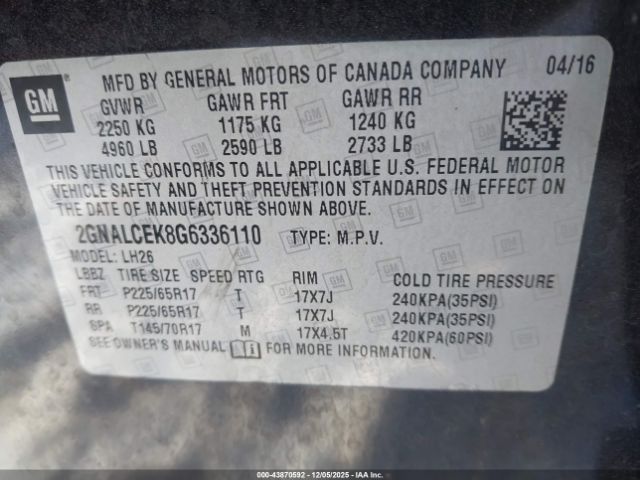 GM MFD BY GENERAL MOTORS OF CANADA COMPANY 04/16
GVWR GAWR FRT GAWR RR
2250 KG 1175 KG 1240 KG
4960 LB 2590 LB 2733 LB
THIS VEHICLE CONFORMS TO ALL APPLICABLE U.S. FEDERAL MOTOR
VEHICLE SAFETY AND THEFT PREVENTION STANDARDS IN EFFECT ON
THE DATE OF MANUFACTURE SHOWN ABOVE.
2GNALCEK8G6336110 TYPE: M.P.V.
MODEL: LH26
LBBZ TIRE SIZE SPEED RTG RIM COLD TIRE PRESSURE
FRT P225/65R17 T 17X7J 240KPA(35PSI)
RR P225/65R17 T 17X7J 240KPA(35PSI)
SPA T145/70R17 M 17X4.5T 420KPA(60PSI)
SEE OWNER'S MANUAL FOR MORE INFORMATION.
000-43870592 - 12/05/2025 - IAAI.CA